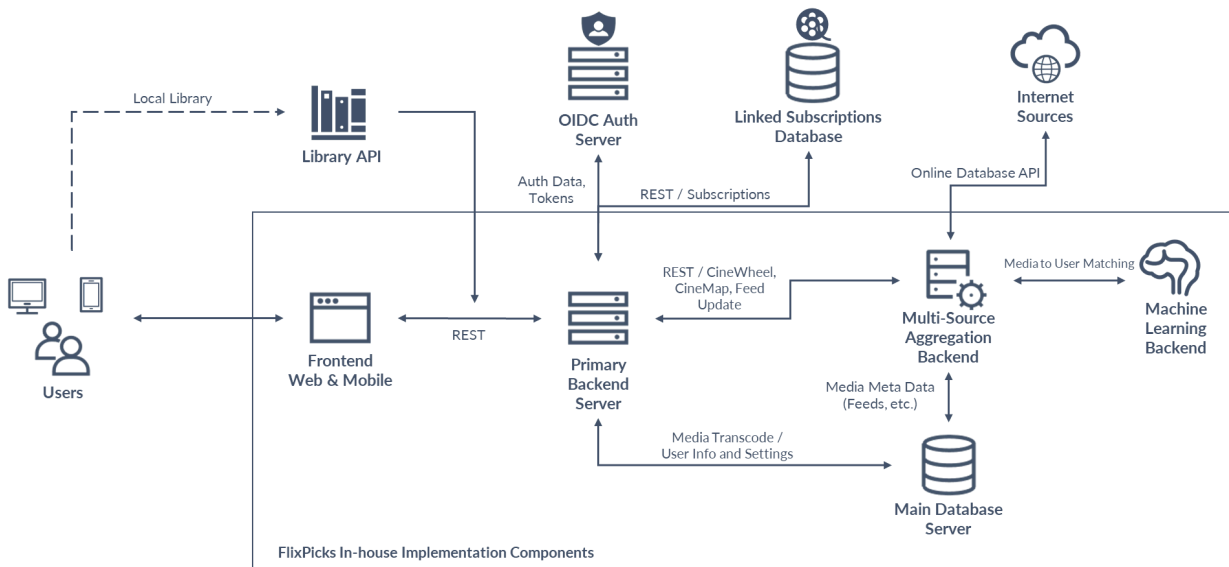 Local Library
Library API
OIDC Auth
Server
Linked Subscriptions
Database
Internet
Sources
Auth Data,
Tokens
REST / Subscriptions
Online Database API
Users
Frontend
Web & Mobile
REST
Primary
Backend
Server
REST / CineWheel,
CineMap, Feed
Update
Multi-Source
Aggregation
Backend
Media to User Matching
Machine
Learning
Backend
Media Meta Data
(Feeds, etc.)
Media Transcode /
User Info and Settings
Main Database
Server
FlixPicks In-house Implementation Components